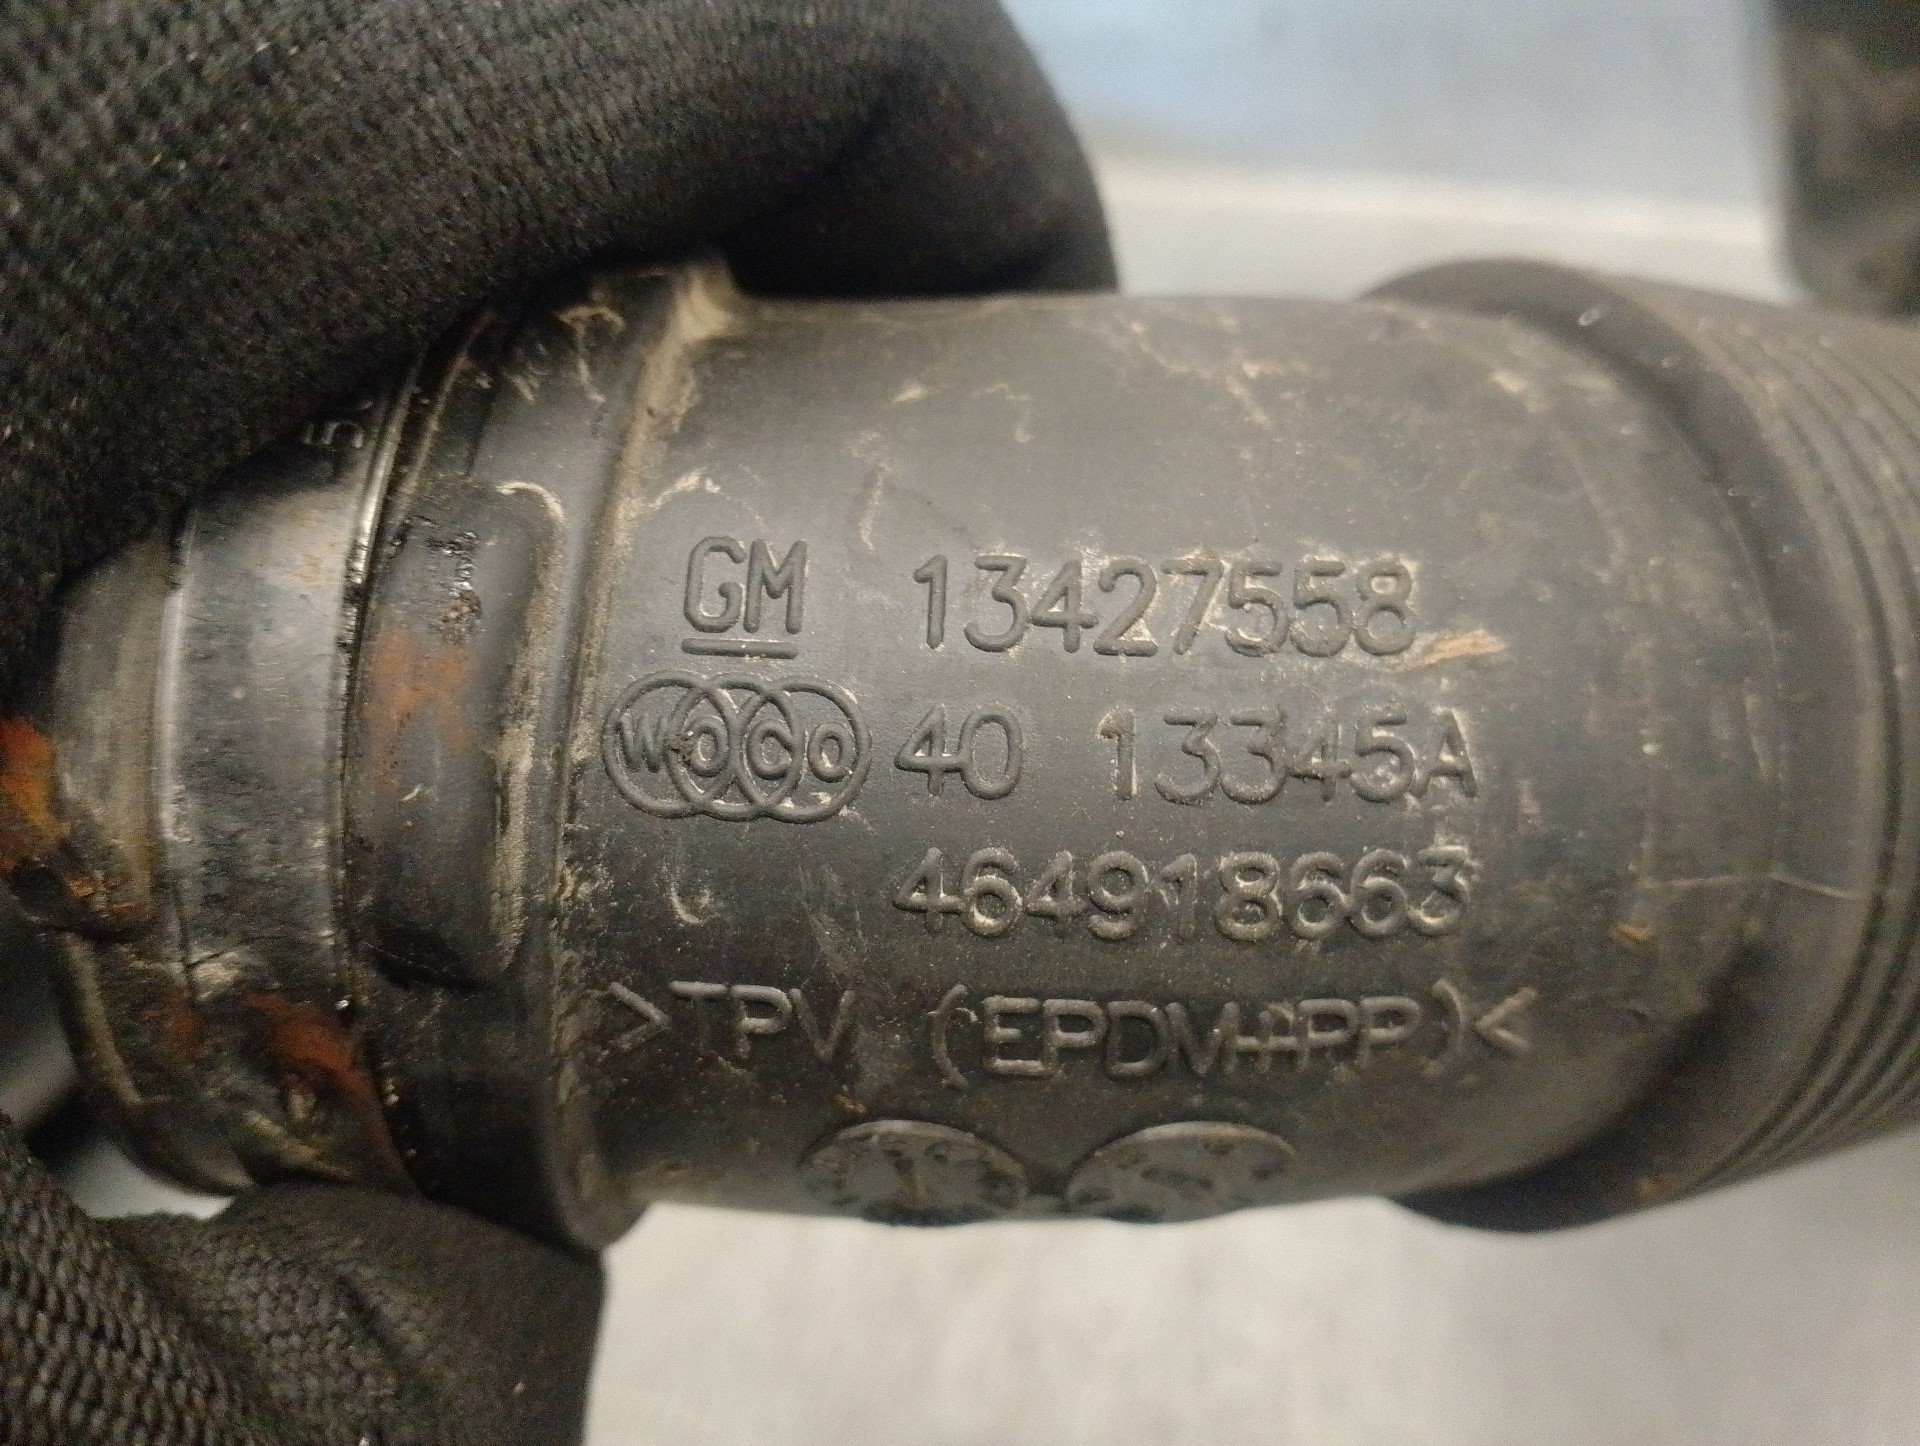 GM 13427558
WOCO 40 13345A
464918663
>TPV (EPDM+PP)<